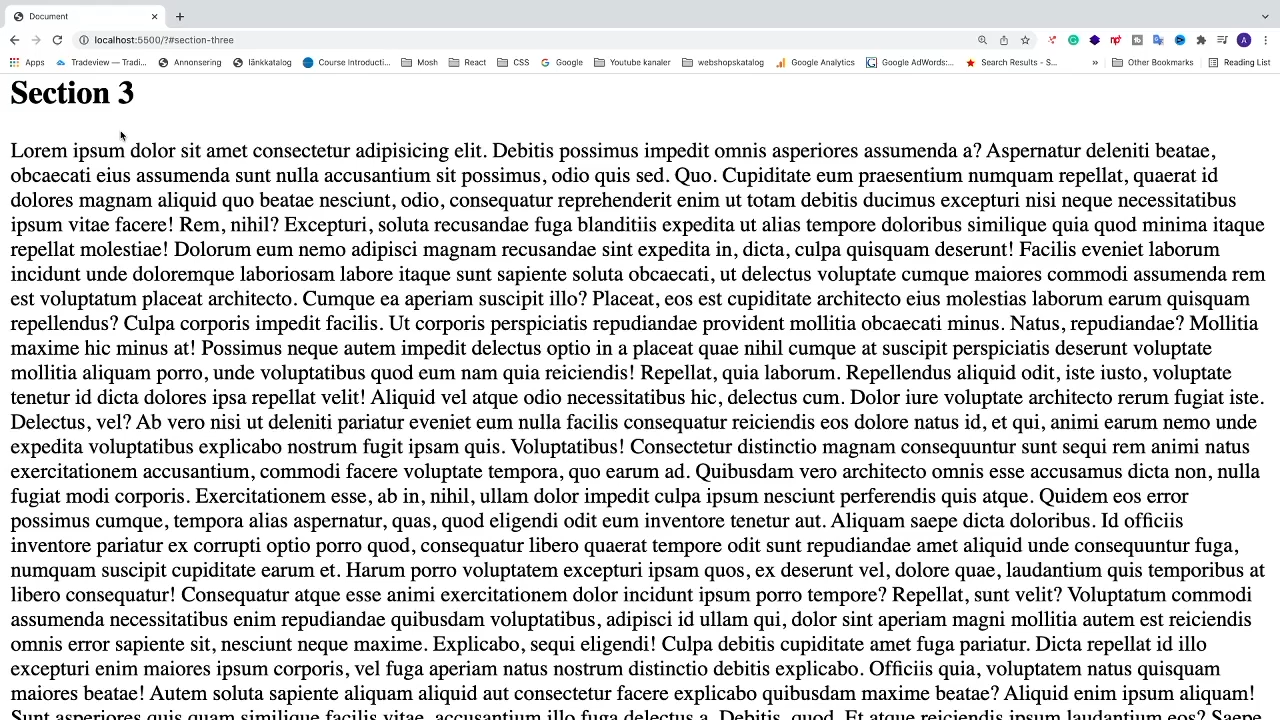 Document
localhost:5500/?#section-three
Apps
Tradeview — Tradi...
Annonsering
länkkatalog
Course Introducti...
Mosh
React
CSS
Google
Youtube kanaler
webshopskatalog
Google Analytics
Google AdWords:...
Search Results - S...
»
Other Bookmarks
Reading List
Section 3
Lorem ipsum dolor sit amet consectetur adipisicing elit. Debitis possimus impedit omnis asperiores assumenda a? Aspernatur deleniti beatae,
obcaecati eius assumenda sunt nulla accusantium sit possimus, odio quis sed. Quo. Cupiditate eum praesentium numquam repellat, quaerat id
dolores magnam aliquid quo beatae nesciunt, odio, consequatur reprehenderit enim ut totam debitis ducimus excepturi nisi neque necessitatibus
ipsum vitae facere! Rem, nihil? Excepturi, soluta recusandae fuga blanditiis expedita ut alias tempore doloribus similique quia quod minima itaque
repellat molestiae! Dolorum eum nemo adipisci magnam recusandae sint expedita in, dicta, culpa quisquam deserunt! Facilis eveniet laborum
incidunt unde doloremque laboriosam labore itaque sunt sapiente soluta obcaecati, ut delectus voluptate cumque maiores commodi assumenda rem
est voluptatum placeat architecto. Cumque ea aperiam suscipit illo? Placeat, eos est cupiditate architecto eius molestias laborum earum quisquam
repellendus? Culpa corporis impedit facilis. Ut corporis perspiciatis repudiandae provident mollitia obcaecati minus. Natus, repudiandae? Mollitia
maxime hic minus at! Possimus neque autem impedit delectus optio in a placeat quae nihil cumque at suscipit perspiciatis deserunt voluptate
mollitia aliquam porro, unde voluptatibus quod eum nam quia reiciendis! Repellat, quia laborum. Repellendus aliquid odit, iste iusto, voluptate
tenetur id dicta dolores ipsa repellat velit! Aliquid vel atque odio necessitatibus hic, delectus cum. Dolor iure voluptate architecto rerum fugiat iste.
Delectus, vel? Ab vero nisi ut deleniti pariatur eveniet eum nulla facilis consequatur reiciendis eos dolore natus id, et qui, animi earum nemo unde
expedita voluptatibus explicabo nostrum fugit ipsam quis. Voluptatibus! Consectetur distinctio magnam consequuntur sunt sequi rem animi natus
exercitationem accusantium, commodi facere voluptate tempora, quo earum ad. Quibusdam vero architecto omnis esse accusamus dicta non, nulla
fugiat modi corporis. Exercitationem esse, ab in, nihil, ullam dolor impedit culpa ipsum nesciunt perferendis quis atque. Quidem eos error
possimus cumque, tempora alias aspernatur, quas, quod eligendi odit eum inventore tenetur aut. Aliquam saepe dicta doloribus. Id officiis
inventore pariatur ex corrupti optio porro quod, consequatur libero quaerat tempore odit sunt repudiandae amet aliquid unde consequuntur fuga,
numquam suscipit cupiditate earum et. Harum porro voluptatem excepturi ipsam quos, ex deserunt vel, dolore quae, laudantium quis temporibus at
libero consequatur! Consequatur atque esse animi exercitationem dolor incidunt ipsum porro tempore? Repellat, sunt velit? Voluptatum commodi
assumenda necessitatibus enim repudiandae quibusdam voluptatibus, adipisci id ullam qui, dolor sint aperiam magni mollitia autem est reiciendis
omnis error sapiente sit, nesciunt neque maxime. Explicabo, sequi eligendi! Culpa debitis cupiditate amet fuga pariatur. Dicta repellat id illo
excepturi enim maiores ipsum corporis, vel fuga aperiam natus nostrum distinctio debitis explicabo. Officiis quia, voluptatem natus quisquam
maiores beatae! Autem soluta sapiente aliquam aliquid aut consectetur facere explicabo quibusdam maxime beatae? Aliquid enim ipsum aliquam!
Sunt asperiores quis quam similique facilis vitae, accusantium illo fuga delectus a. Debitis, quod. Et atque reiciendis ipsum laudantium eos? Saepe